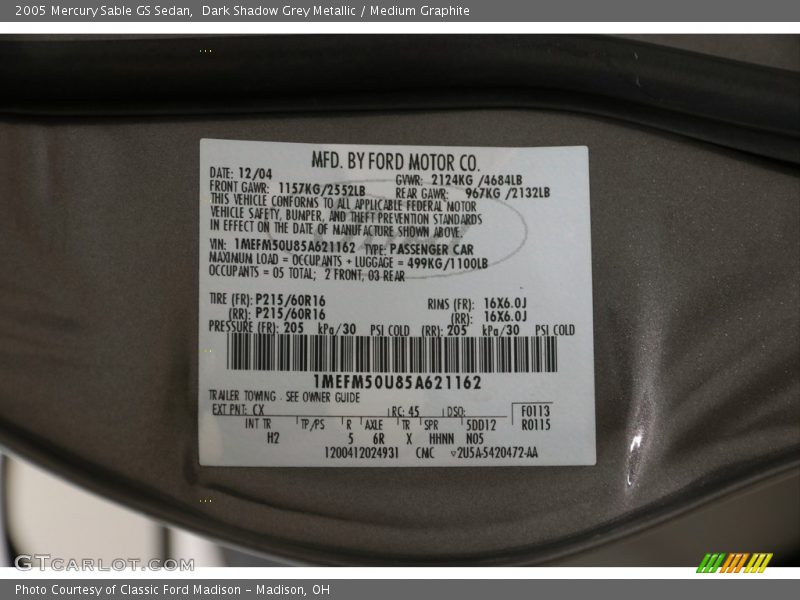 2005 Mercury Sable GS Sedan, Dark Shadow Grey Metallic / Medium Graphite
MFD. BY FORD MOTOR CO.
DATE: 12/04 GVWR: 2124KG /4684LB
FRONT GAWR: 1157KG/2552LB REAR GAWR: 967KG /2132LB
THIS VEHICLE CONFORMS TO ALL APPLICABLE FEDERAL MOTOR
VEHICLE SAFETY, BUMPER, AND THEFT PREVENTION STANDARDS
IN EFFECT ON THE DATE OF MANUFACTURE SHOWN ABOVE.
VIN: 1MEFM50U85A621162 TYPE: PASSENGER CAR
MAXIMUM LOAD = OCCUPANTS + LUGGAGE = 499KG/1100LB
OCCUPANTS = 05 TOTAL; 2 FRONT, 03 REAR
TIRE (FR): P215/60R16 RIMS (FR): 16X6.0J
(RR): P215/60R16 (RR): 16X6.0J
PRESSURE (FR): 205 kPa/30 PSI COLD (RR): 205 kPa/30 PSI COLD
1MEFM50U85A621162
TRAILER TOWING - SEE OWNER GUIDE
EXT PNT: CX RC: 45 DSO: F0113
INT TR TP/PS R AXLE TR SPR 5DD12 R0115
H2 5 6R X HHNN N05
1200412024931 CMC ▽2U5A-5420472-AA
GTCARLOT.COM
Photo Courtesy of Classic Ford Madison – Madison, OH